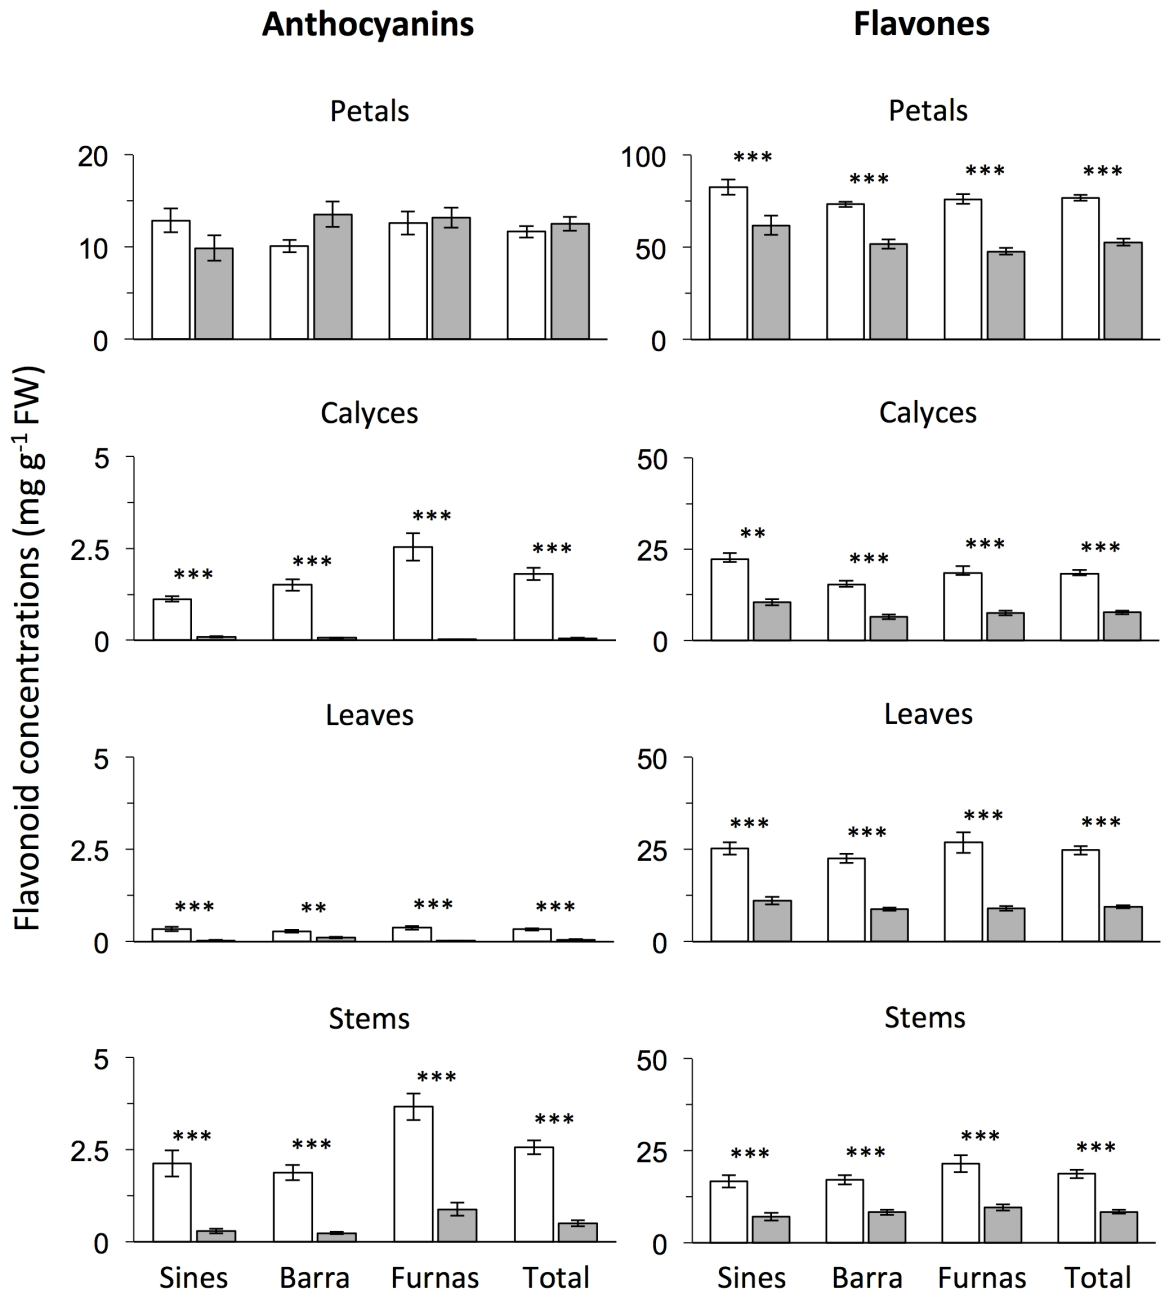 Anthocyanins
Flavones
Flavonoid concentrations (mg g⁻¹ FW)
Petals
20
10
0
Petals
100
50
0
*** *** *** ***
Calyces
5
2.5
0
*** *** *** ***
Calyces
50
25
0
** *** *** ***
Leaves
5
2.5
0
*** ** *** ***
Leaves
50
25
0
*** *** *** ***
Stems
5
2.5
0
*** *** *** ***
Sines Barra Furnas Total
Stems
50
25
0
*** *** *** ***
Sines Barra Furnas Total